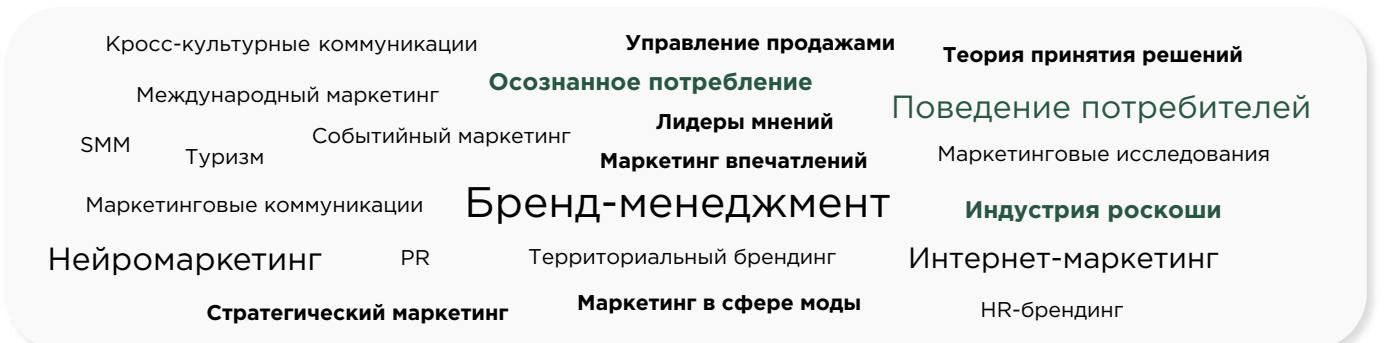 Кросс-культурные коммуникации
Управление продажами
Теория принятия решений
Осознанное потребление
Международный маркетинг
Поведение потребителей
Лидеры мнений
Событийный маркетинг
SMM
Туризм
Маркетинг впечатлений
Маркетинговые исследования
Маркетинговые коммуникации
Бренд-менеджмент
Индустрия роскоши
Нейромаркетинг
PR
Территориальный брендинг
Интернет-маркетинг
Стратегический маркетинг
Маркетинг в сфере моды
HR-брендинг